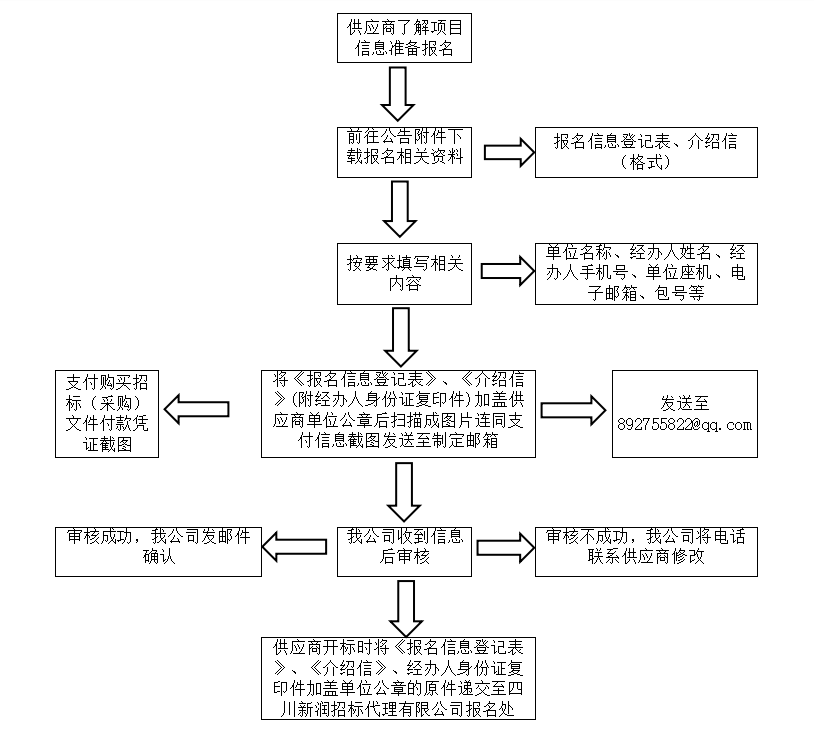 供应商了解项目
信息准备报名
前往公告附件下
载报名相关资料
报名信息登记表、介绍信
（格式）
按要求填写相关
内容
单位名称、经办人姓名、经
办人手机号、单位座机、电
子邮箱、包号等
支付购买招
标（采购）
文件付款凭
证截图
将《报名信息登记表》、《介绍信
》(附经办人身份证复印件)加盖供
应商单位公章后扫描成图片连同支
付信息截图发送至制定邮箱
发送至
892755822@qq.com
审核成功，我公司发邮件
确认
我公司收到信息
后审核
审核不成功，我公司将电话
联系供应商修改
供应商开标时将《报名信息登记表
》、《介绍信》、经办人身份证复
印件加盖单位公章的原件递交至四
川新润招标代理有限公司报名处